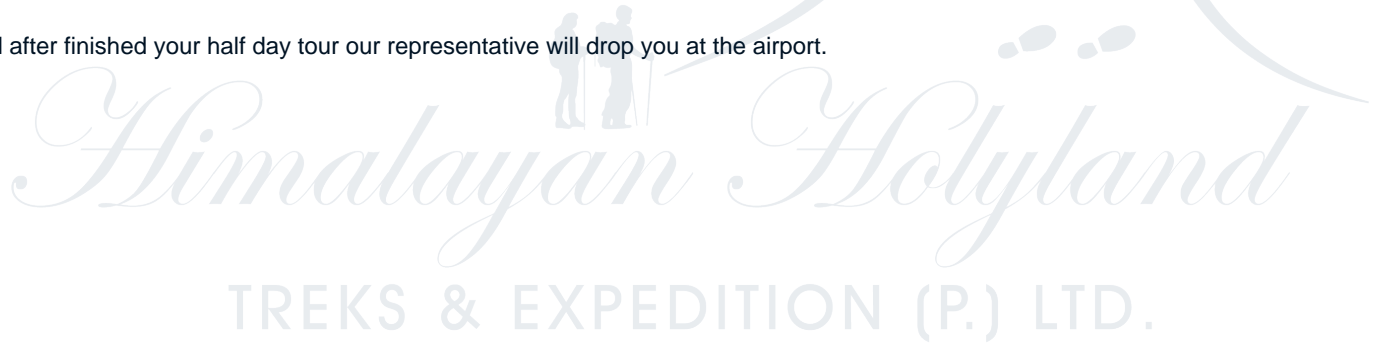 after finished your half day tour our representative will drop you at the airport.
Himalayan Holyland
TREKS & EXPEDITION (P.) LTD.